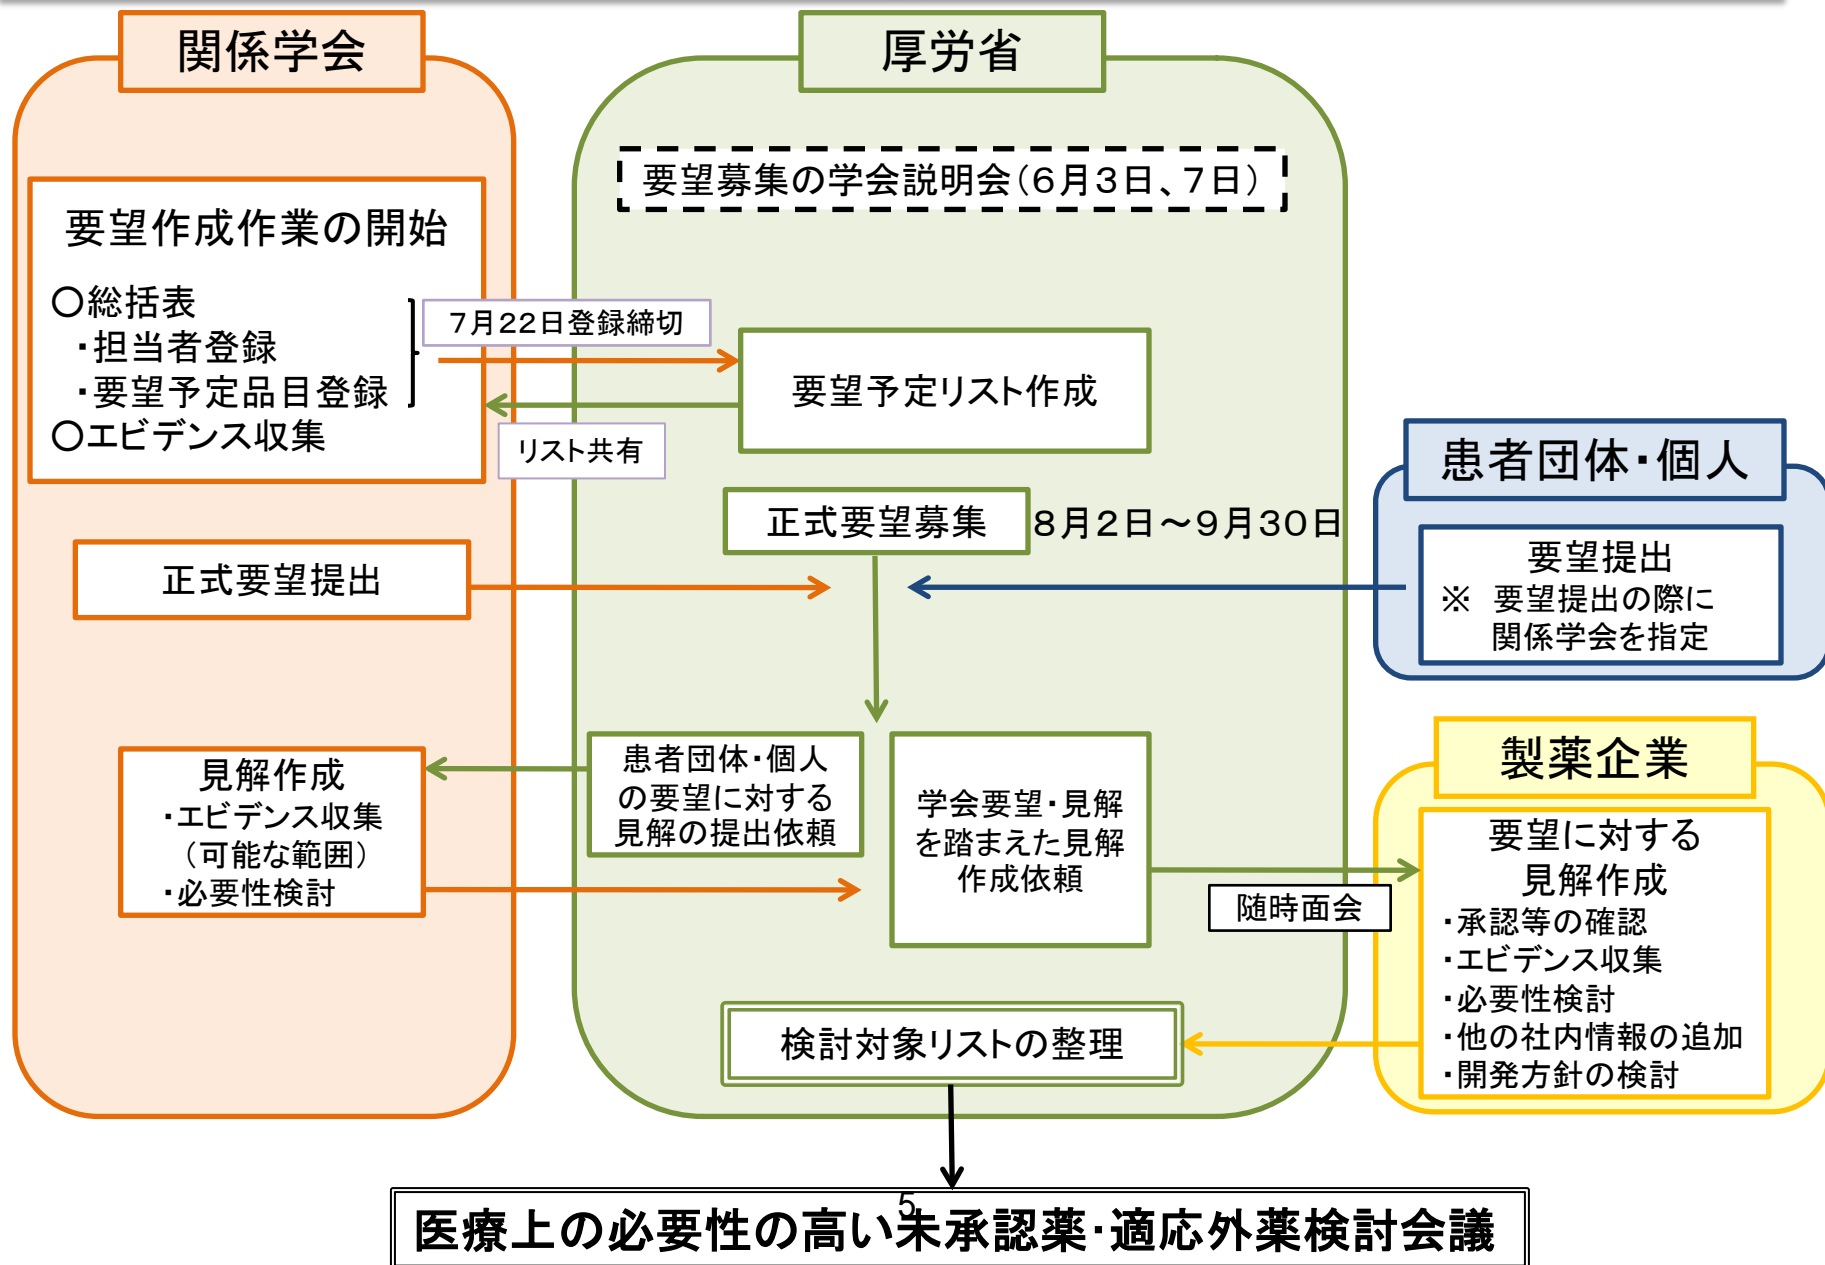 関係学会
要望作成作業の開始
○総括表
・担当者登録
・要望予定品目登録
○エビデンス収集
7月22日登録締切
リスト共有
正式要望提出
見解作成
・エビデンス収集
（可能な範囲）
・必要性検討
厚労省
要望募集の学会説明会（6月3日、7日）
要望予定リスト作成
正式要望募集
8月2日～9月30日
患者団体・個人
の要望に対する
見解の提出依頼
学会要望・見解
を踏まえた見解
作成依頼
随時面会
検討対象リストの整理
患者団体・個人
要望提出
※　要望提出の際に
関係学会を指定
製薬企業
要望に対する
見解作成
・承認等の確認
・エビデンス収集
・必要性検討
・他の社内情報の追加
・開発方針の検討
5
医療上の必要性の高い未承認薬・適応外薬検討会議